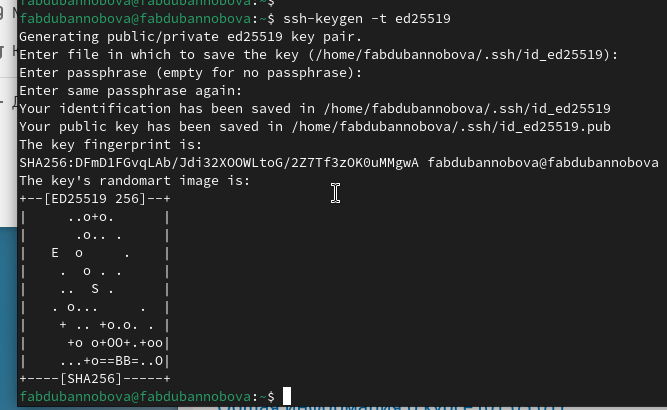 fabdubannobova@fabdubannobova:~$
fabdubannobova@fabdubannobova:~$ ssh-keygen -t ed25519
Generating public/private ed25519 key pair.
Enter file in which to save the key (/home/fabdubannobova/.ssh/id_ed25519):
Enter passphrase (empty for no passphrase):
Enter same passphrase again:
Your identification has been saved in /home/fabdubannobova/.ssh/id_ed25519
Your public key has been saved in /home/fabdubannobova/.ssh/id_ed25519.pub
The key fingerprint is:
SHA256:DFmD1FGvqLAb/Jdi32XOOWLtoG/2Z7Tf3zOK0uMMgwA fabdubannobova@fabdubannobova
The key's randomart image is:
+--[ED25519 256]--+
|     ..o+o.      |
|      .o.. .     |
|   E  o     .    |
|    .  o . .     |
|    ..  S .      |
|   . o...     .  |
|    + .. +o.o. . |
|     +o o+OO+.+oo|
|    ...+o==BB=..O|
+----[SHA256]-----+
fabdubannobova@fabdubannobova:~$